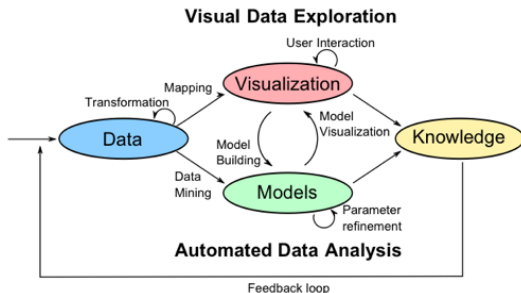 Visual Data Exploration
User Interaction
Mapping
Visualization
Transformation
Data
Model
Building
Model
Visualization
Knowledge
Data
Mining
Models
Parameter
refinement
Automated Data Analysis
Feedback loop